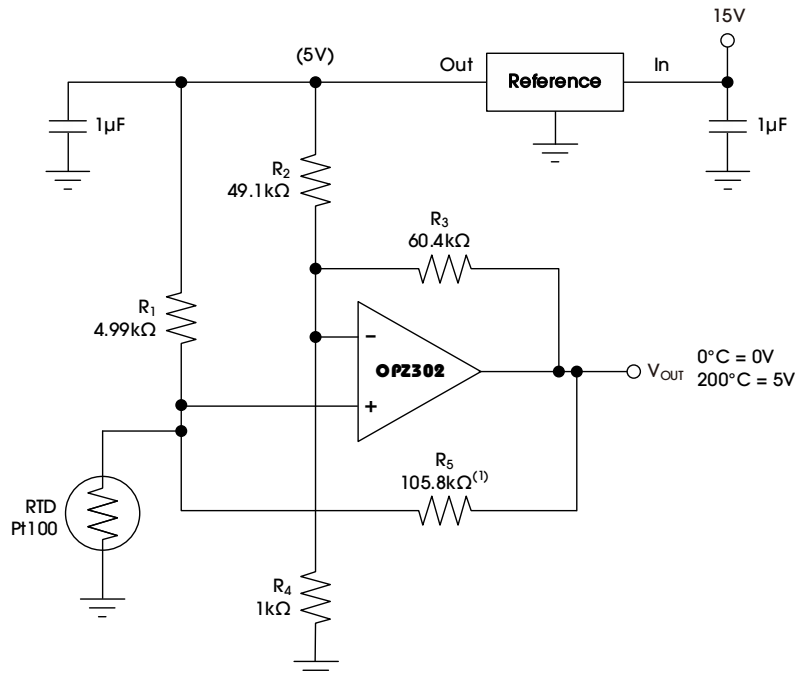 15V
(5V)
Out
Reference
In
1µF
1µF
R₂
49.1kΩ
R₃
60.4kΩ
R₁
4.99kΩ
−
OPZ302
+
V_OUT
0°C = 0V
200°C = 5V
R₅
105.8kΩ⁽¹⁾
RTD
Pt100
R₄
1kΩ